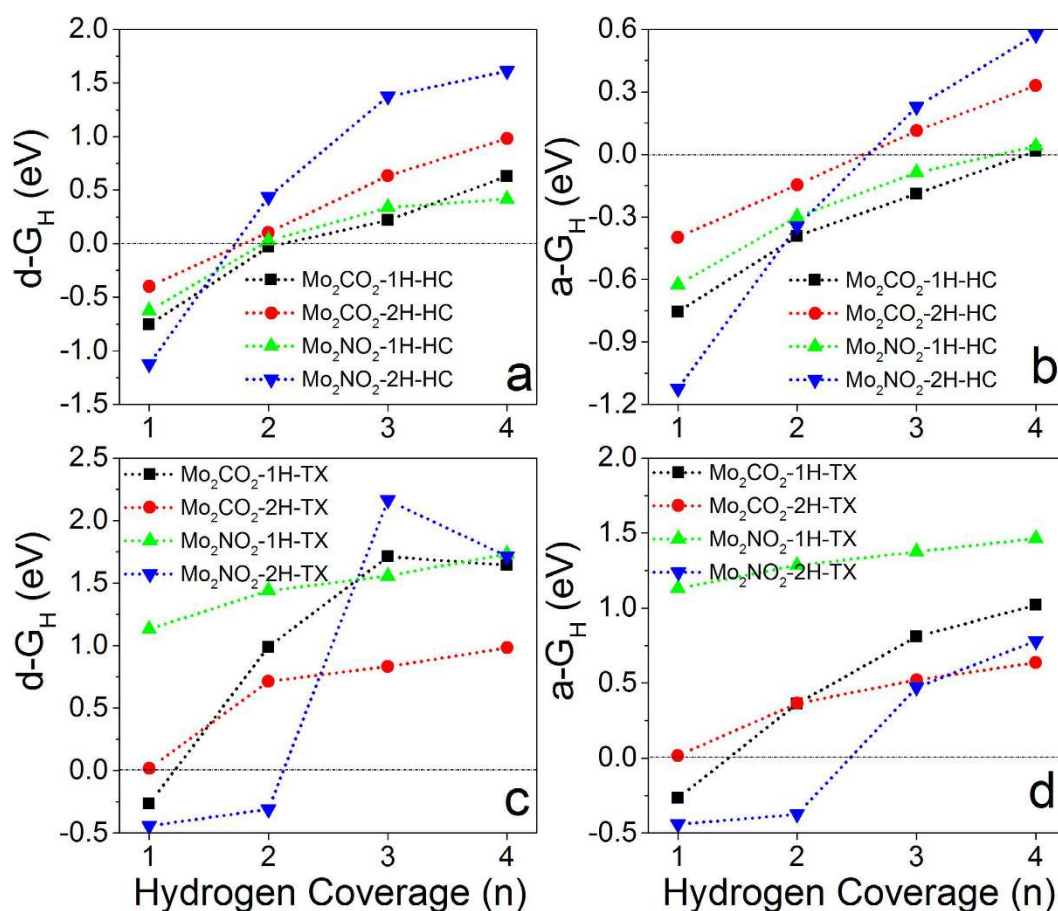 d-G_H (eV)
2.0
1.5
1.0
0.5
0.0
-0.5
-1.0
-1.5
1 2 3 4
Mo₂CO₂-1H-HC
Mo₂CO₂-2H-HC
Mo₂NO₂-1H-HC
Mo₂NO₂-2H-HC
a
a-G_H (eV)
0.6
0.3
0.0
-0.3
-0.6
-0.9
-1.2
1 2 3 4
Mo₂CO₂-1H-HC
Mo₂CO₂-2H-HC
Mo₂NO₂-1H-HC
Mo₂NO₂-2H-HC
b
d-G_H (eV)
2.5
2.0
1.5
1.0
0.5
0.0
-0.5
Mo₂CO₂-1H-TX
Mo₂CO₂-2H-TX
Mo₂NO₂-1H-TX
Mo₂NO₂-2H-TX
c
1 2 3 4
Hydrogen Coverage (n)
a-G_H (eV)
2.0
1.5
1.0
0.5
0.0
-0.5
Mo₂CO₂-1H-TX
Mo₂CO₂-2H-TX
Mo₂NO₂-1H-TX
Mo₂NO₂-2H-TX
d
1 2 3 4
Hydrogen Coverage (n)